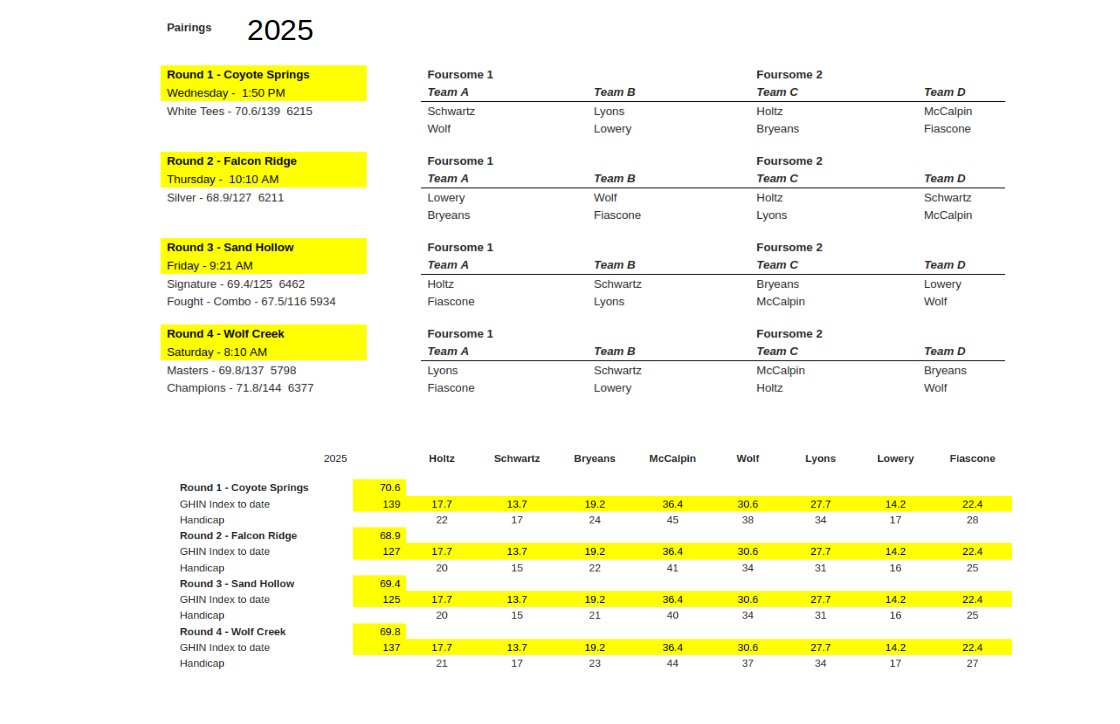 Pairings 2025
Round 1 - Coyote Springs Foursome 1 Foursome 2
Wednesday - 1:50 PM Team A Team B Team C Team D
White Tees - 70.6/139 6215 Schwartz Lyons Holtz McCalpin
Wolf Lowery Bryeans Fiascone
Round 2 - Falcon Ridge Foursome 1 Foursome 2
Thursday - 10:10 AM Team A Team B Team C Team D
Silver - 68.9/127 6211 Lowery Wolf Holtz Schwartz
Bryeans Fiascone Lyons McCalpin
Round 3 - Sand Hollow Foursome 1 Foursome 2
Friday - 9:21 AM Team A Team B Team C Team D
Signature - 69.4/125 6462 Holtz Schwartz Bryeans Lowery
Fought - Combo - 67.5/116 5934 Fiascone Lyons McCalpin Wolf
Round 4 - Wolf Creek Foursome 1 Foursome 2
Saturday - 8:10 AM Team A Team B Team C Team D
Masters - 69.8/137 5798 Lyons Schwartz McCalpin Bryeans
Champions - 71.8/144 6377 Fiascone Lowery Holtz Wolf
2025 Holtz Schwartz Bryeans McCalpin Wolf Lyons Lowery Fiascone
Round 1 - Coyote Springs 70.6
GHIN Index to date 139 17.7 13.7 19.2 36.4 30.6 27.7 14.2 22.4
Handicap 22 17 24 45 38 34 17 28
Round 2 - Falcon Ridge 68.9
GHIN Index to date 127 17.7 13.7 19.2 36.4 30.6 27.7 14.2 22.4
Handicap 20 15 22 41 34 31 16 25
Round 3 - Sand Hollow 69.4
GHIN Index to date 125 17.7 13.7 19.2 36.4 30.6 27.7 14.2 22.4
Handicap 20 15 21 40 34 31 16 25
Round 4 - Wolf Creek 69.8
GHIN Index to date 137 17.7 13.7 19.2 36.4 30.6 27.7 14.2 22.4
Handicap 21 17 23 44 37 34 17 27